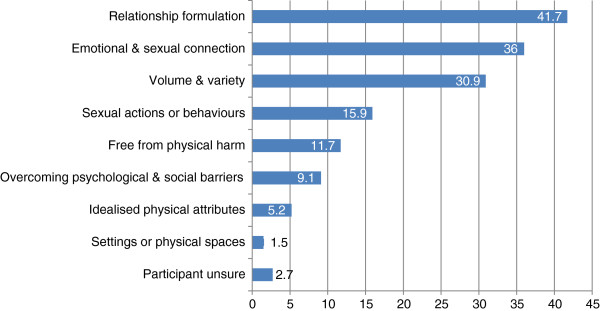 Relationship formulation 41.7
Emotional & sexual connection 36
Volume & variety 30.9
Sexual actions or behaviours 15.9
Free from physical harm 11.7
Overcoming psychological & social barriers 9.1
Idealised physical attributes 5.2
Settings or physical spaces 1.5
Participant unsure 2.7
0 5 10 15 20 25 30 35 40 45